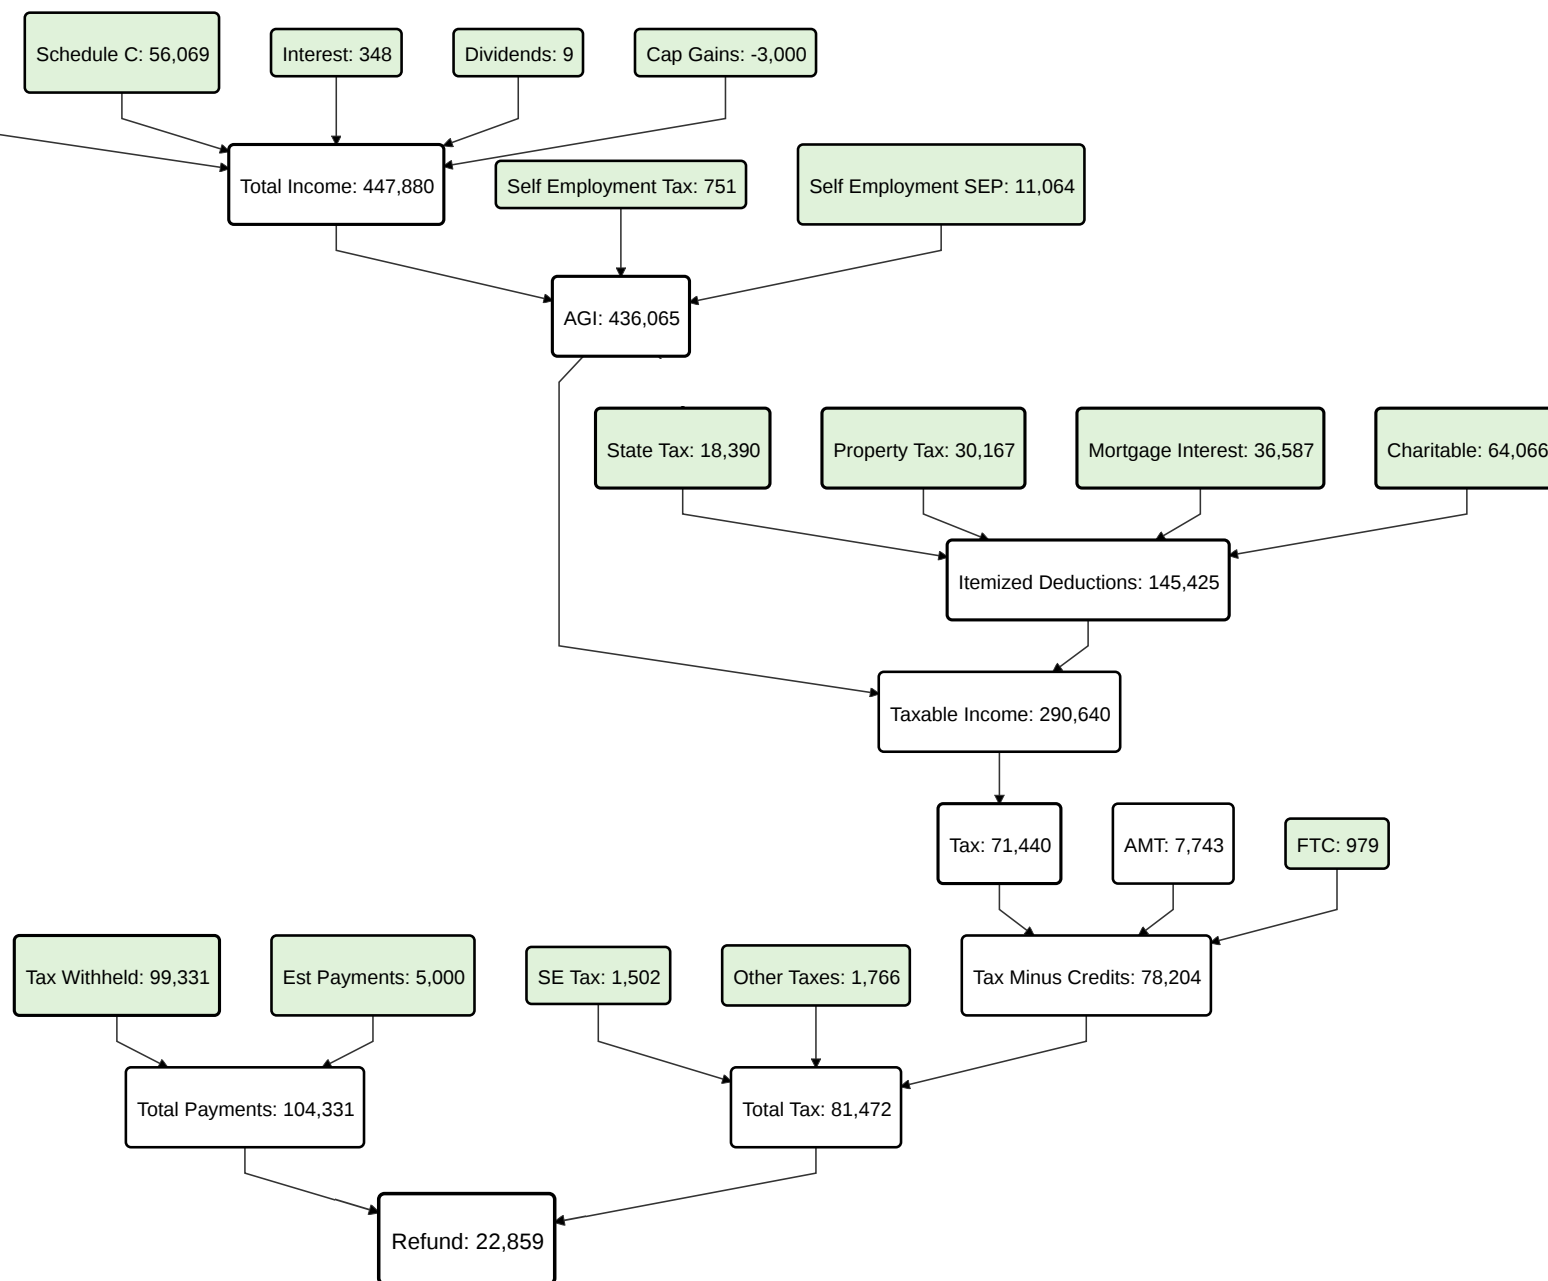 Schedule C: 56,069
Interest: 348
Dividends: 9
Cap Gains: -3,000
Total Income: 447,880
Self Employment Tax: 751
Self Employment SEP: 11,064
AGI: 436,065
State Tax: 18,390
Property Tax: 30,167
Mortgage Interest: 36,587
Charitable: 64,066
Itemized Deductions: 145,425
Taxable Income: 290,640
Tax: 71,440
AMT: 7,743
FTC: 979
Tax Withheld: 99,331
Est Payments: 5,000
SE Tax: 1,502
Other Taxes: 1,766
Tax Minus Credits: 78,204
Total Payments: 104,331
Total Tax: 81,472
Refund: 22,859